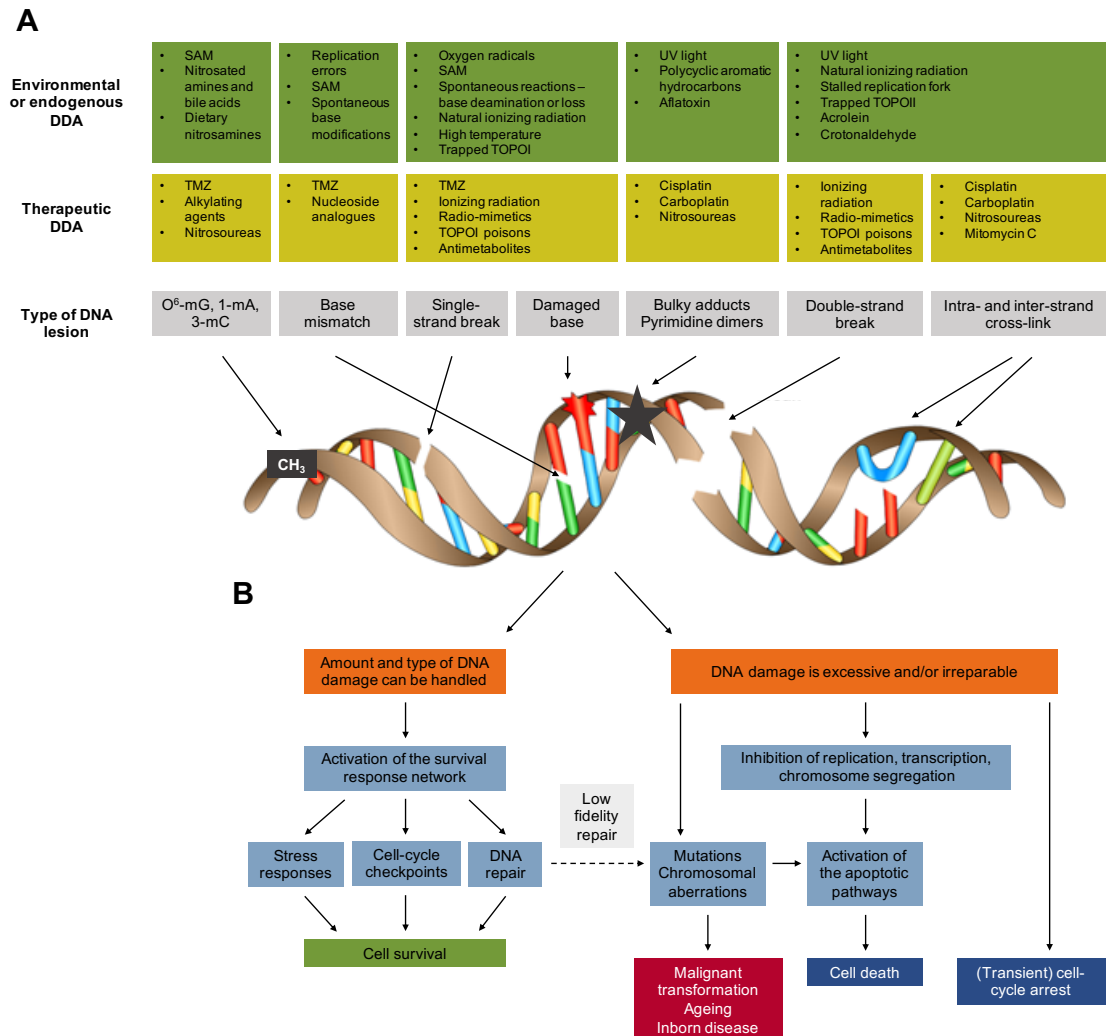 A
Environmental
or endogenous
DDA
• SAM
• Nitrosated
amines and
bile acids
• Dietary
nitrosamines
• Replication
errors
• SAM
• Spontaneous
base
modifications
• Oxygen radicals
• SAM
• Spontaneous reactions –
base deamination or loss
• Natural ionizing radiation
• High temperature
• Trapped TOPOI
• UV light
• Polycyclic aromatic
hydrocarbons
• Aflatoxin
• UV light
• Natural ionizing radiation
• Stalled replication fork
• Trapped TOPOII
• Acrolein
• Crotonaldehyde
Therapeutic
DDA
• TMZ
• Alkylating
agents
• Nitrosoureas
• TMZ
• Nucleoside
analogues
• TMZ
• Ionizing radiation
• Radio-mimetics
• TOPOI poisons
• Antimetabolites
• Cisplatin
• Carboplatin
• Nitrosoureas
• Ionizing
radiation
• Radio-mimetics
• TOPOI poisons
• Antimetabolites
• Cisplatin
• Carboplatin
• Nitrosoureas
• Mitomycin C
Type of DNA
lesion
O⁶-mG, 1-mA,
3-mC
Base
mismatch
Single-
strand break
Damaged
base
Bulky adducts
Pyrimidine dimers
Double-strand
break
Intra- and inter-strand
cross-link
CH₃
B
Amount and type of DNA
damage can be handled
DNA damage is excessive and/or irreparable
Activation of the survival
response network
Inhibition of replication, transcription,
chromosome segregation
Low
fidelity
repair
Stress
responses
Cell-cycle
checkpoints
DNA
repair
Mutations
Chromosomal
aberrations
Activation of
the apoptotic
pathways
Cell survival
Malignant
transformation
Ageing
Inborn disease
Cell death
(Transient) cell-
cycle arrest